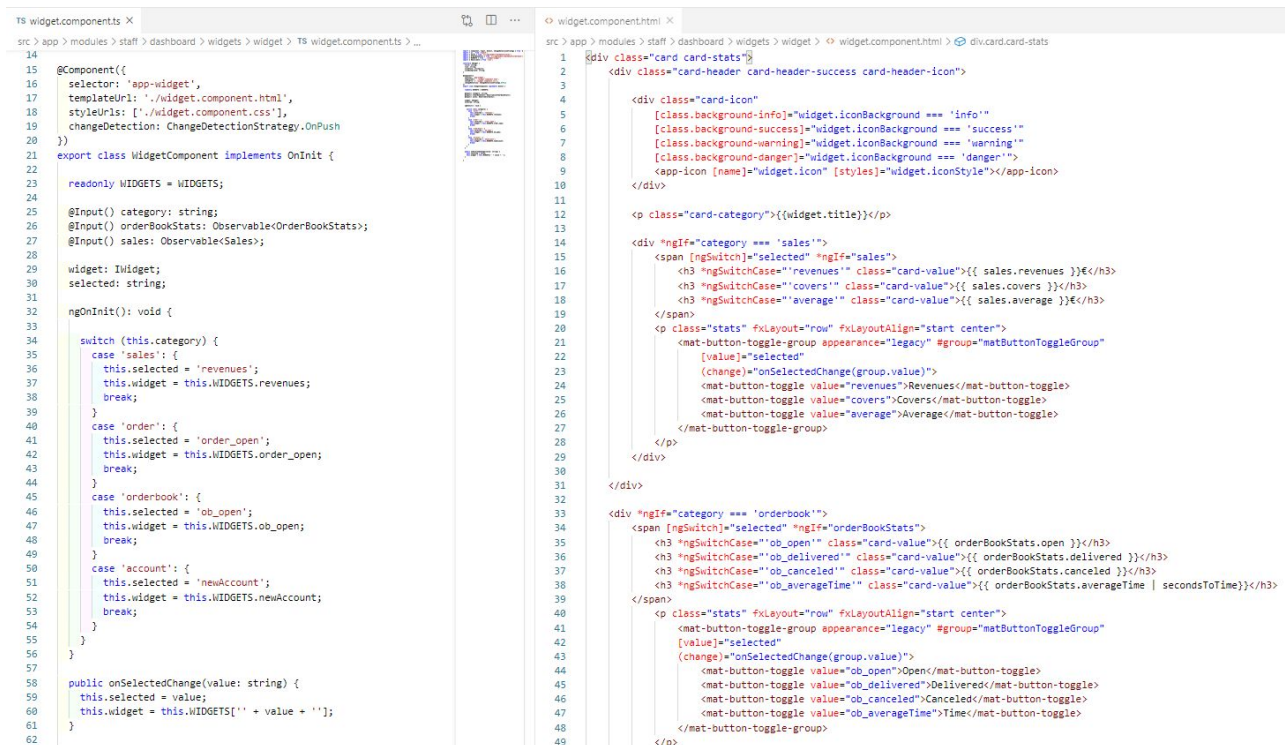 TS widget.component.ts ×
src > app > modules > staff > dashboard > widgets > widget > TS widget.component.ts > ...
14
15 @Component({
16   selector: 'app-widget',
17   templateUrl: './widget.component.html',
18   styleUrls: ['./widget.component.css'],
19   changeDetection: ChangeDetectionStrategy.OnPush
20 })
21 export class WidgetComponent implements OnInit {
22
23   readonly WIDGETS = WIDGETS;
24
25   @Input() category: string;
26   @Input() orderBookStats: Observable<OrderBookStats>;
27   @Input() sales: Observable<Sales>;
28
29   widget: IWidget;
30   selected: string;
31
32   ngOnInit(): void {
33
34     switch (this.category) {
35       case 'sales': {
36         this.selected = 'revenues';
37         this.widget = this.WIDGETS.revenues;
38         break;
39       }
40       case 'order': {
41         this.selected = 'order_open';
42         this.widget = this.WIDGETS.order_open;
43         break;
44       }
45       case 'orderbook': {
46         this.selected = 'ob_open';
47         this.widget = this.WIDGETS.ob_open;
48         break;
49       }
50       case 'account': {
51         this.selected = 'newAccount';
52         this.widget = this.WIDGETS.newAccount;
53         break;
54       }
55     }
56   }
57
58   public onSelectedChange(value: string) {
59     this.selected = value;
60     this.widget = this.WIDGETS['' + value + ''];
61   }
62
<> widget.component.html ×
src > app > modules > staff > dashboard > widgets > widget > <> widget.component.html > div.card.card-stats
1 <div class="card card-stats">
2     <div class="card-header card-header-success card-header-icon">
3
4         <div class="card-icon"
5             [class.background-info]="widget.iconBackground === 'info'"
6             [class.background-success]="widget.iconBackground === 'success'"
7             [class.background-warning]="widget.iconBackground === 'warning'"
8             [class.background-danger]="widget.iconBackground === 'danger'">
9             <app-icon [name]="widget.icon" [styles]="widget.iconStyle"></app-icon>
10         </div>
11
12         <p class="card-category">{{widget.title}}</p>
13
14         <div *ngIf="category === 'sales'">
15             <span [ngSwitch]="selected" *ngIf="sales">
16                 <h3 *ngSwitchCase="'revenues'" class="card-value">{{ sales.revenues }}€</h3>
17                 <h3 *ngSwitchCase="'covers'" class="card-value">{{ sales.covers }}</h3>
18                 <h3 *ngSwitchCase="'average'" class="card-value">{{ sales.average }}€</h3>
19             </span>
20             <p class="stats" fxLayout="row" fxLayoutAlign="start center">
21                 <mat-button-toggle-group appearance="legacy" #group="matButtonToggleGroup"
22                     [value]="selected"
23                     (change)="onSelectedChange(group.value)">
24                     <mat-button-toggle value="revenues">Revenues</mat-button-toggle>
25                     <mat-button-toggle value="covers">Covers</mat-button-toggle>
26                     <mat-button-toggle value="average">Average</mat-button-toggle>
27                 </mat-button-toggle-group>
28             </p>
29         </div>
30
31     </div>
32
33     <div *ngIf="category === 'orderbook'">
34         <span [ngSwitch]="selected" *ngIf="orderBookStats">
35             <h3 *ngSwitchCase="'ob_open'" class="card-value">{{ orderBookStats.open }}</h3>
36             <h3 *ngSwitchCase="'ob_delivered'" class="card-value">{{ orderBookStats.delivered }}</h3>
37             <h3 *ngSwitchCase="'ob_canceled'" class="card-value">{{ orderBookStats.canceled }}</h3>
38             <h3 *ngSwitchCase="'ob_averageTime'" class="card-value">{{ orderBookStats.averageTime | secondsToTime}}</h3>
39         </span>
40             <p class="stats" fxLayout="row" fxLayoutAlign="start center">
41                 <mat-button-toggle-group appearance="legacy" #group="matButtonToggleGroup"
42                 [value]="selected"
43                 (change)="onSelectedChange(group.value)">
44                     <mat-button-toggle value="ob_open">Open</mat-button-toggle>
45                     <mat-button-toggle value="ob_delivered">Delivered</mat-button-toggle>
46                     <mat-button-toggle value="ob_canceled">Canceled</mat-button-toggle>
47                     <mat-button-toggle value="ob_averageTime">Time</mat-button-toggle>
48                 </mat-button-toggle-group>
49             </p>